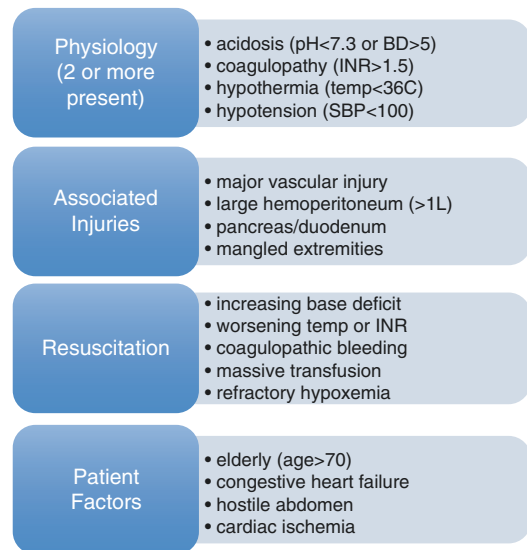 Physiology
(2 or more
present)
• acidosis (pH<7.3 or BD>5)
• coagulopathy (INR>1.5)
• hypothermia (temp<36C)
• hypotension (SBP<100)
Associated
Injuries
• major vascular injury
• large hemoperitoneum (>1L)
• pancreas/duodenum
• mangled extremities
Resuscitation
• increasing base deficit
• worsening temp or INR
• coagulopathic bleeding
• massive transfusion
• refractory hypoxemia
Patient
Factors
• elderly (age>70)
• congestive heart failure
• hostile abdomen
• cardiac ischemia